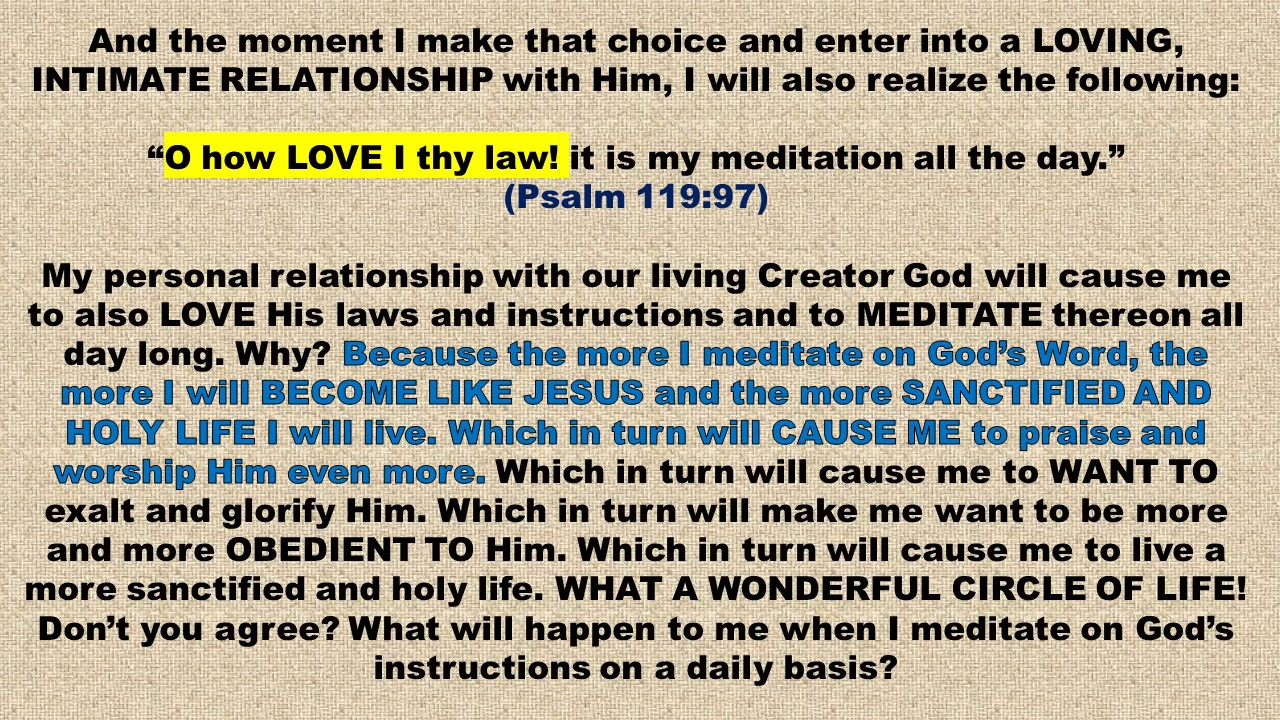 And the moment I make that choice and enter into a LOVING,
INTIMATE RELATIONSHIP with Him, I will also realize the following:
“O how LOVE I thy law! it is my meditation all the day.”
(Psalm 119:97)
My personal relationship with our living Creator God will cause me
to also LOVE His laws and instructions and to MEDITATE thereon all
day long. Why? Because the more I meditate on God’s Word, the
more I will BECOME LIKE JESUS and the more SANCTIFIED AND
HOLY LIFE I will live. Which in turn will CAUSE ME to praise and
worship Him even more. Which in turn will cause me to WANT TO
exalt and glorify Him. Which in turn will make me want to be more
and more OBEDIENT TO Him. Which in turn will cause me to live a
more sanctified and holy life. WHAT A WONDERFUL CIRCLE OF LIFE!
Don’t you agree? What will happen to me when I meditate on God’s
instructions on a daily basis?